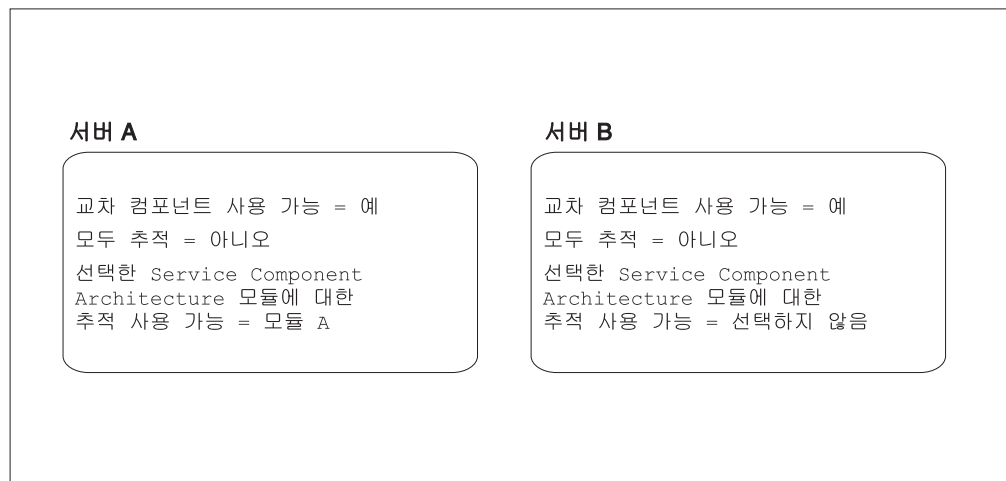 서버 A
교차 컴포넌트 사용 가능 = 예
모두 추적 = 아니오
선택한 Service Component
Architecture 모듈에 대한
추적 사용 가능 = 모듈 A
서버 B
교차 컴포넌트 사용 가능 = 예
모두 추적 = 아니오
선택한 Service Component
Architecture 모듈에 대한
추적 사용 가능 = 선택하지 않음